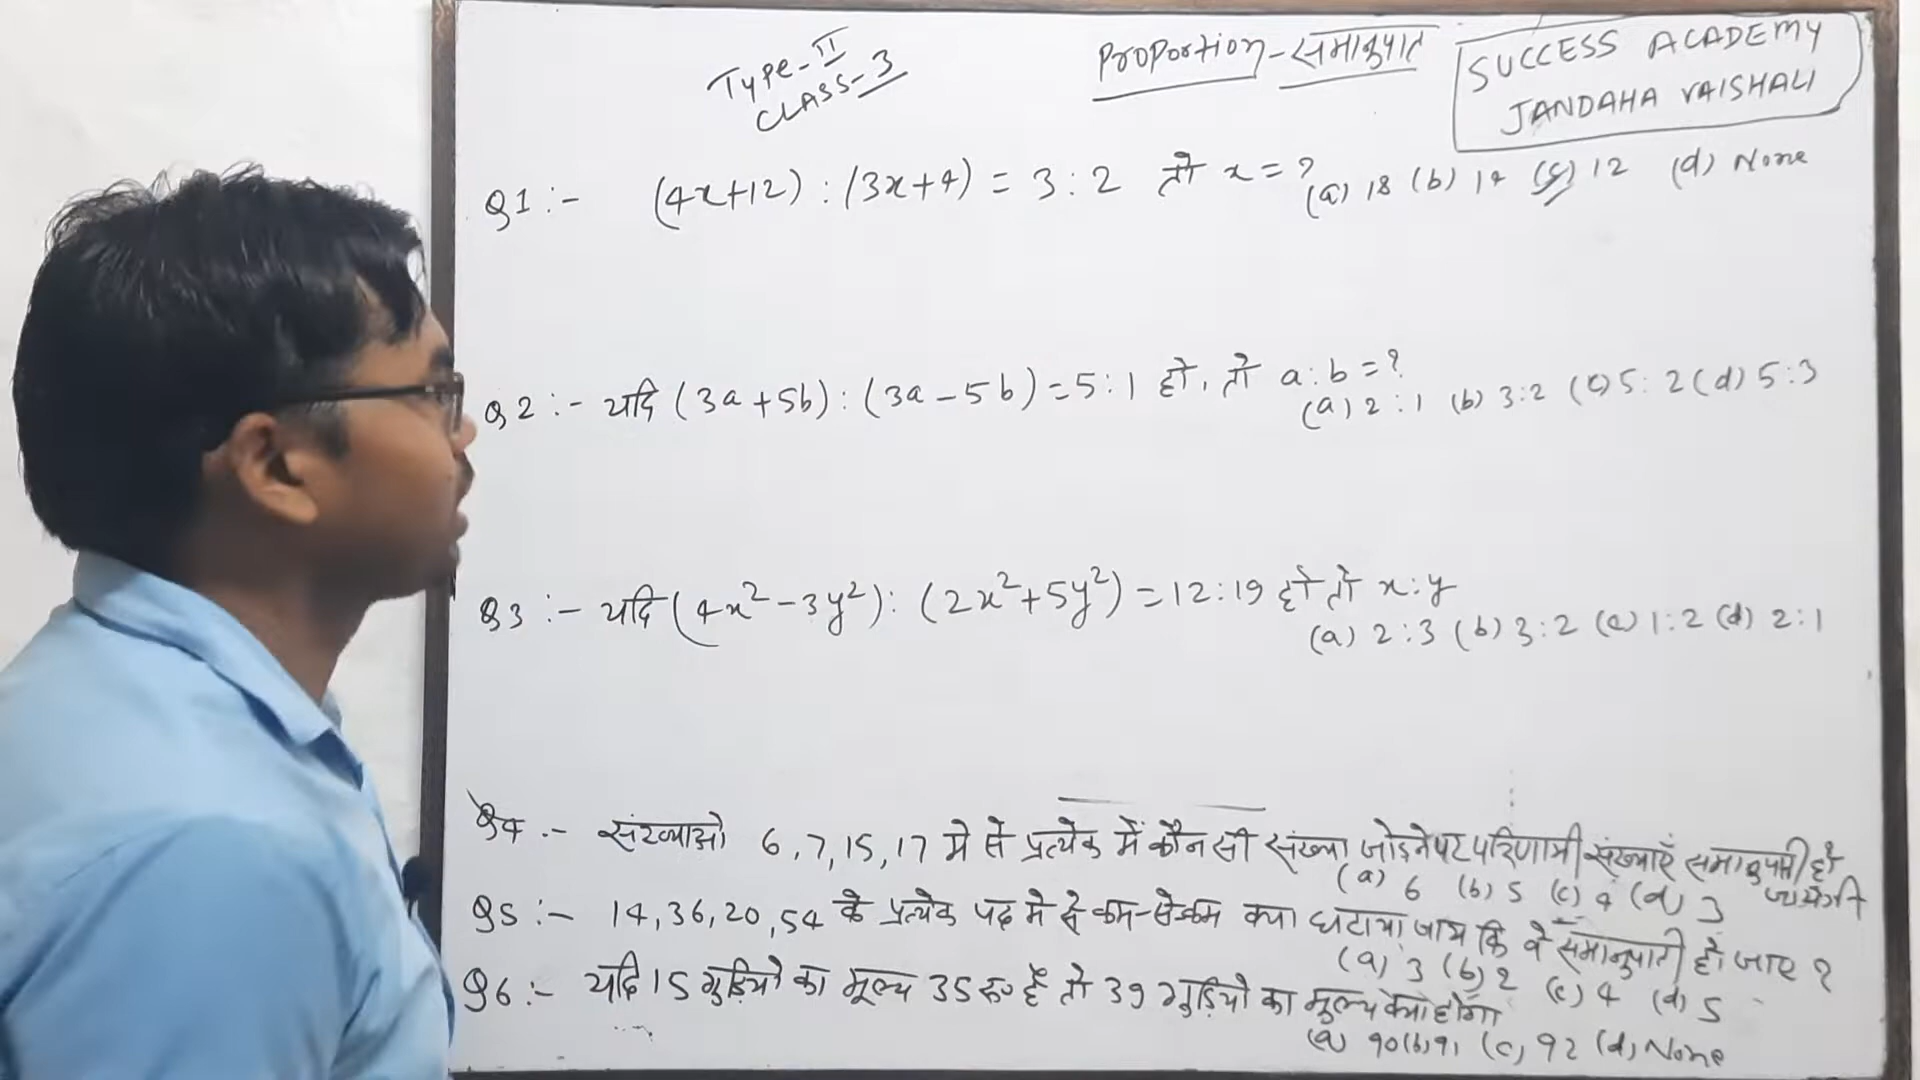 Type-II
CLASS-3
Proportion-समानुपात
SUCCESS ACADEMY
JANDAHA VAISHALI
Q1:- (4x+12):(3x+4) = 3:2 तो x=?
(a) 18 (b) 14 (c) 12 (d) None
Q2:- यदि (3a+5b):(3a-5b)=5:1 हो, तो a:b=?
(a) 2:1 (b) 3:2 (c) 5:2 (d) 5:3
Q3:- यदि (4x²-3y²):(2x²+5y²)=12:19 हो तो x:y
(a) 2:3 (b) 3:2 (c) 1:2 (d) 2:1
Q4:- संख्याओ 6,7,15,17 मे से प्रत्येक में कौन सी संख्या जोड़ने पर परिणामी संख्याएँ समानुपाती हो
(a) 6 (b) 5 (c) 4 (d) 3
Q5:- 14,36,20,54 के प्रत्येक पद मे से कम-से-कम क्या घटाया जाय कि वे समानुपाती हो जाए ?
(a) 3 (b) 2 (c) 4 (d) 5
Q6:- यदि 15 गुड़ियो का मूल्य 35 रु० है तो 39 गुड़ियो का मुल्य क्या होगा
(a) 90 (b) 91 (c) 92 (d) None